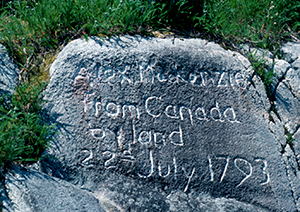 Alex Mackenzie
from Canada
by land
22d July 1793